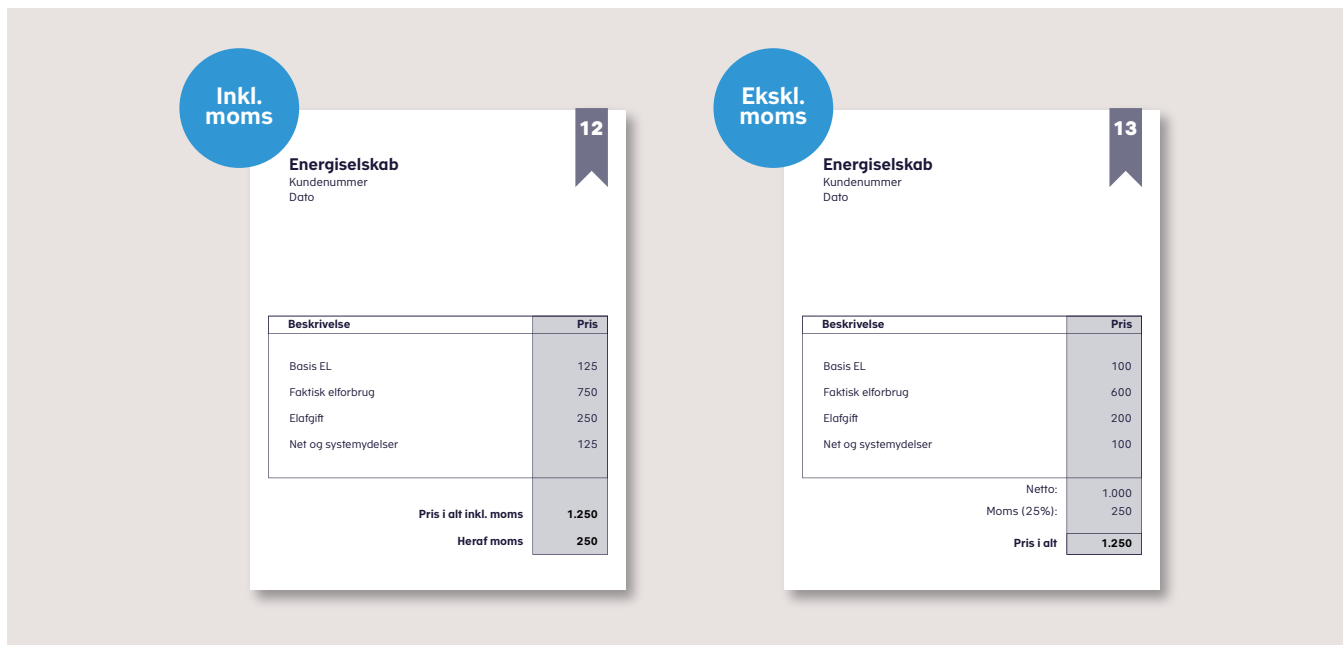 Inkl.
moms
12
Energiselskab
Kundenummer
Dato
Beskrivelse Pris
Basis EL 125
Faktisk elforbrug 750
Elafgift 250
Net og systemydelser 125
Pris i alt inkl. moms 1.250
Heraf moms 250
Ekskl.
moms
13
Energiselskab
Kundenummer
Dato
Beskrivelse Pris
Basis EL 100
Faktisk elforbrug 600
Elafgift 200
Net og systemydelser 100
Netto: 1.000
Moms (25%): 250
Pris i alt 1.250